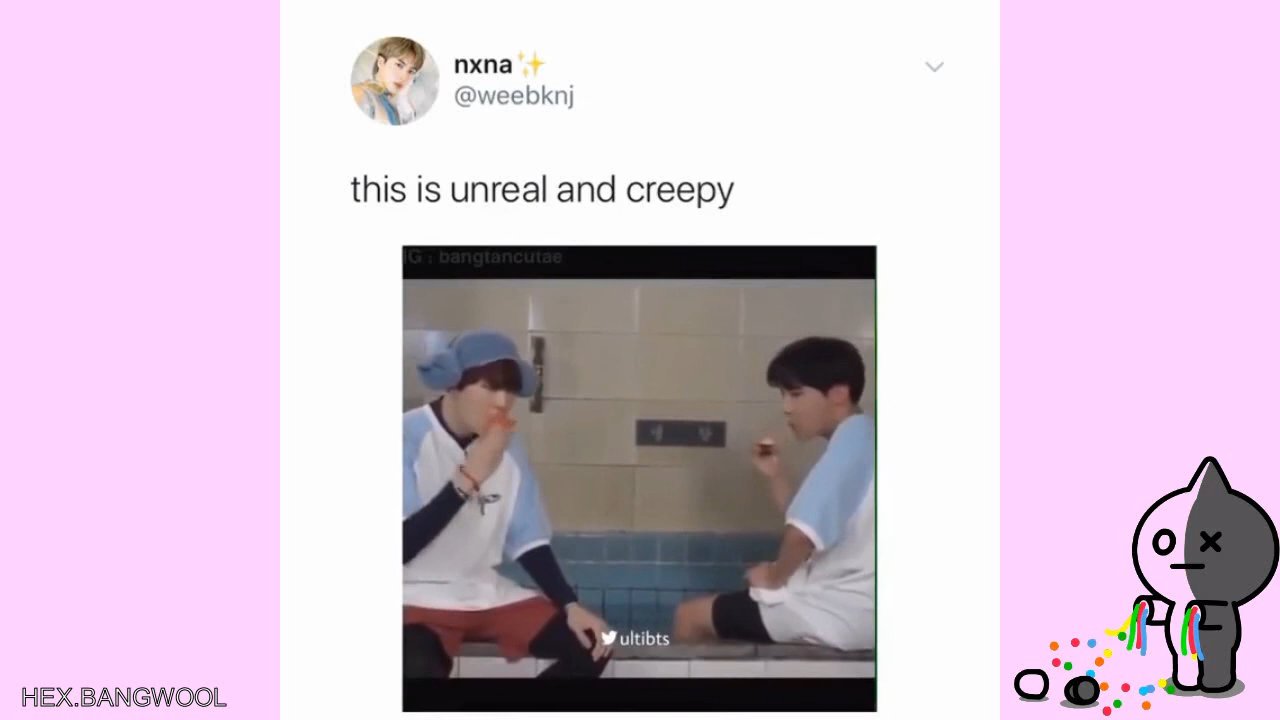 nxna✨
@weebknj
this is unreal and creepy
IG : bangtancutae
ultibts
HEX.BANGWOOL